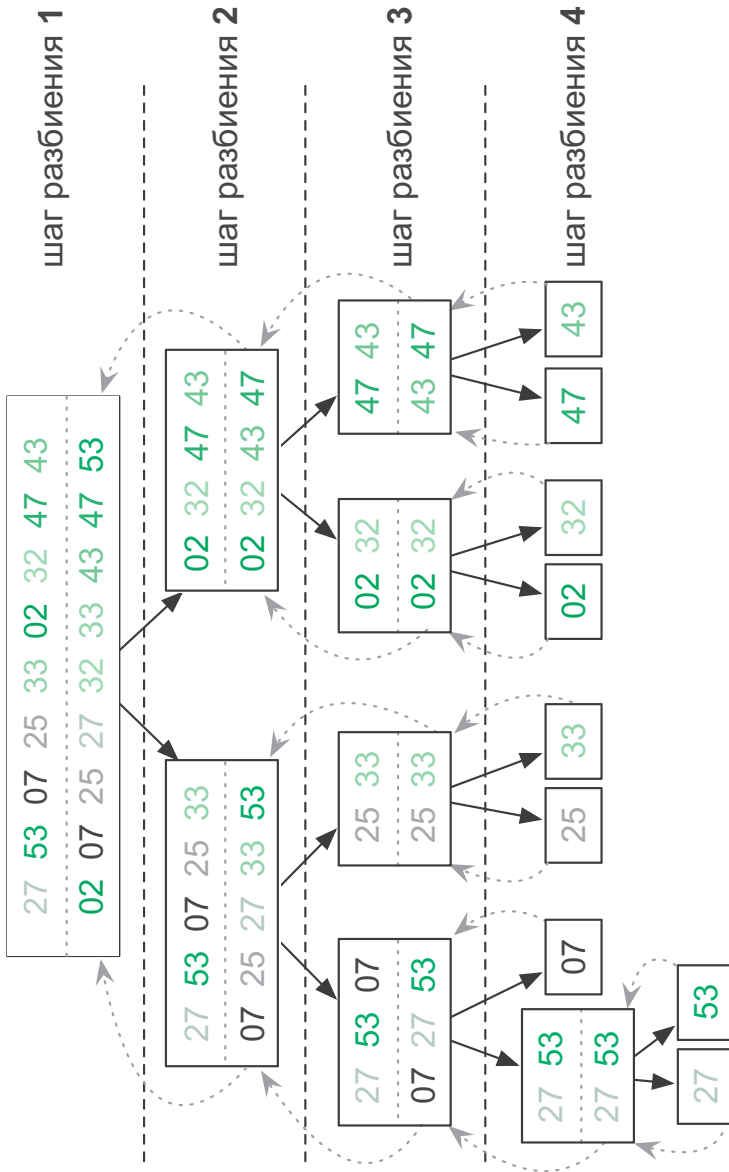 шаг разбиения 1
27 53 07 25 33 02 32 47 43
02 07 25 27 32 33 43 47 53
шаг разбиения 2
27 53 07 25 33
07 25 27 33 53
02 32 47 43
02 32 43 47
шаг разбиения 3
27 53 07
07 27 53
25 33
25 33
02 32
02 32
47 43
43 47
шаг разбиения 4
27 53
27 53
07
25
33
02
32
47
43
27
53